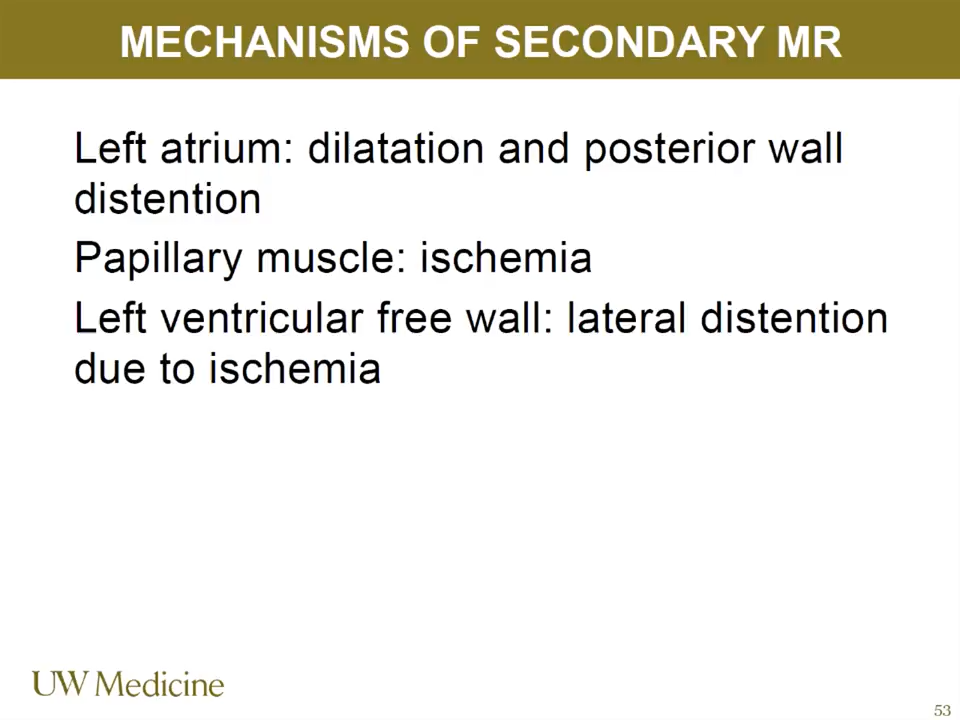 MECHANISMS OF SECONDARY MR
Left atrium: dilatation and posterior wall
distention
Papillary muscle: ischemia
Left ventricular free wall: lateral distention
due to ischemia
UW Medicine
53